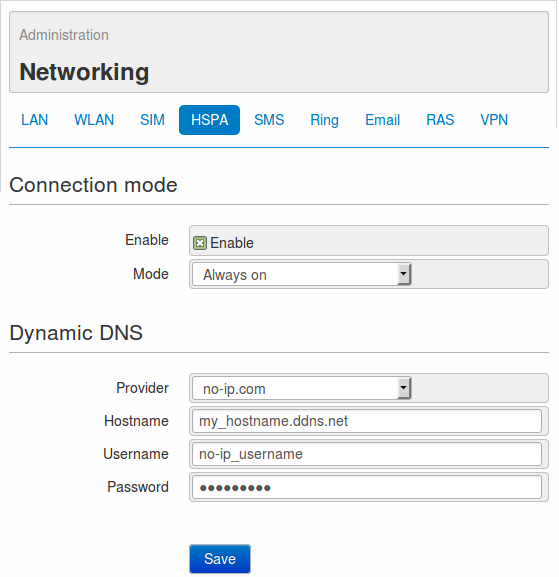 Administration
Networking
LAN WLAN SIM HSPA SMS Ring Email RAS VPN
Connection mode
Enable Enable
Mode Always on
Dynamic DNS
Provider no-ip.com
Hostname my_hostname.ddns.net
Username no-ip_username
Password ●●●●●●●●●
Save